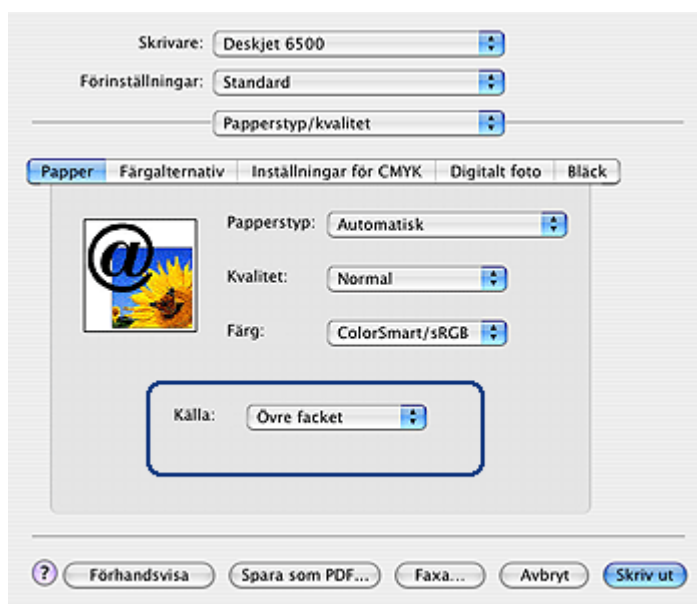 Skrivare: Deskjet 6500
Förinställningar: Standard
Papperstyp/kvalitet
Papper Färgalternativ Inställningar för CMYK Digitalt foto Bläck
Papperstyp: Automatisk
@
Kvalitet: Normal
Färg: ColorSmart/sRGB
Källa: Övre facket
? Förhandsvisa Spara som PDF... Faxa... Avbryt Skriv ut